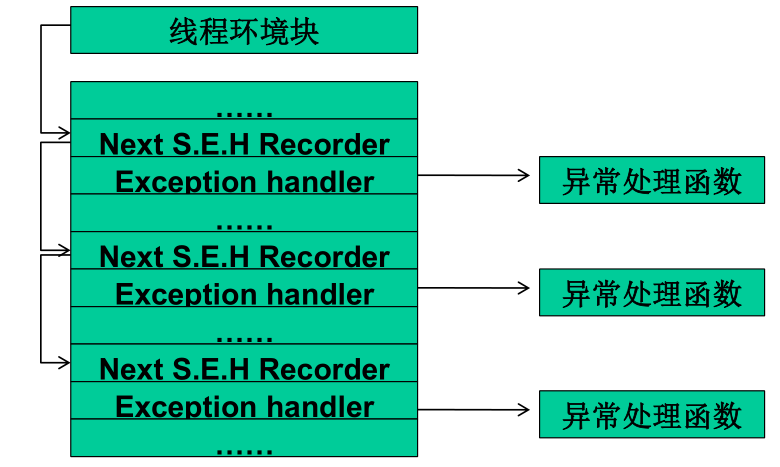 线程环境块
......
Next S.E.H Recorder
Exception handler
异常处理函数
......
Next S.E.H Recorder
Exception handler
异常处理函数
......
Next S.E.H Recorder
Exception handler
异常处理函数
......